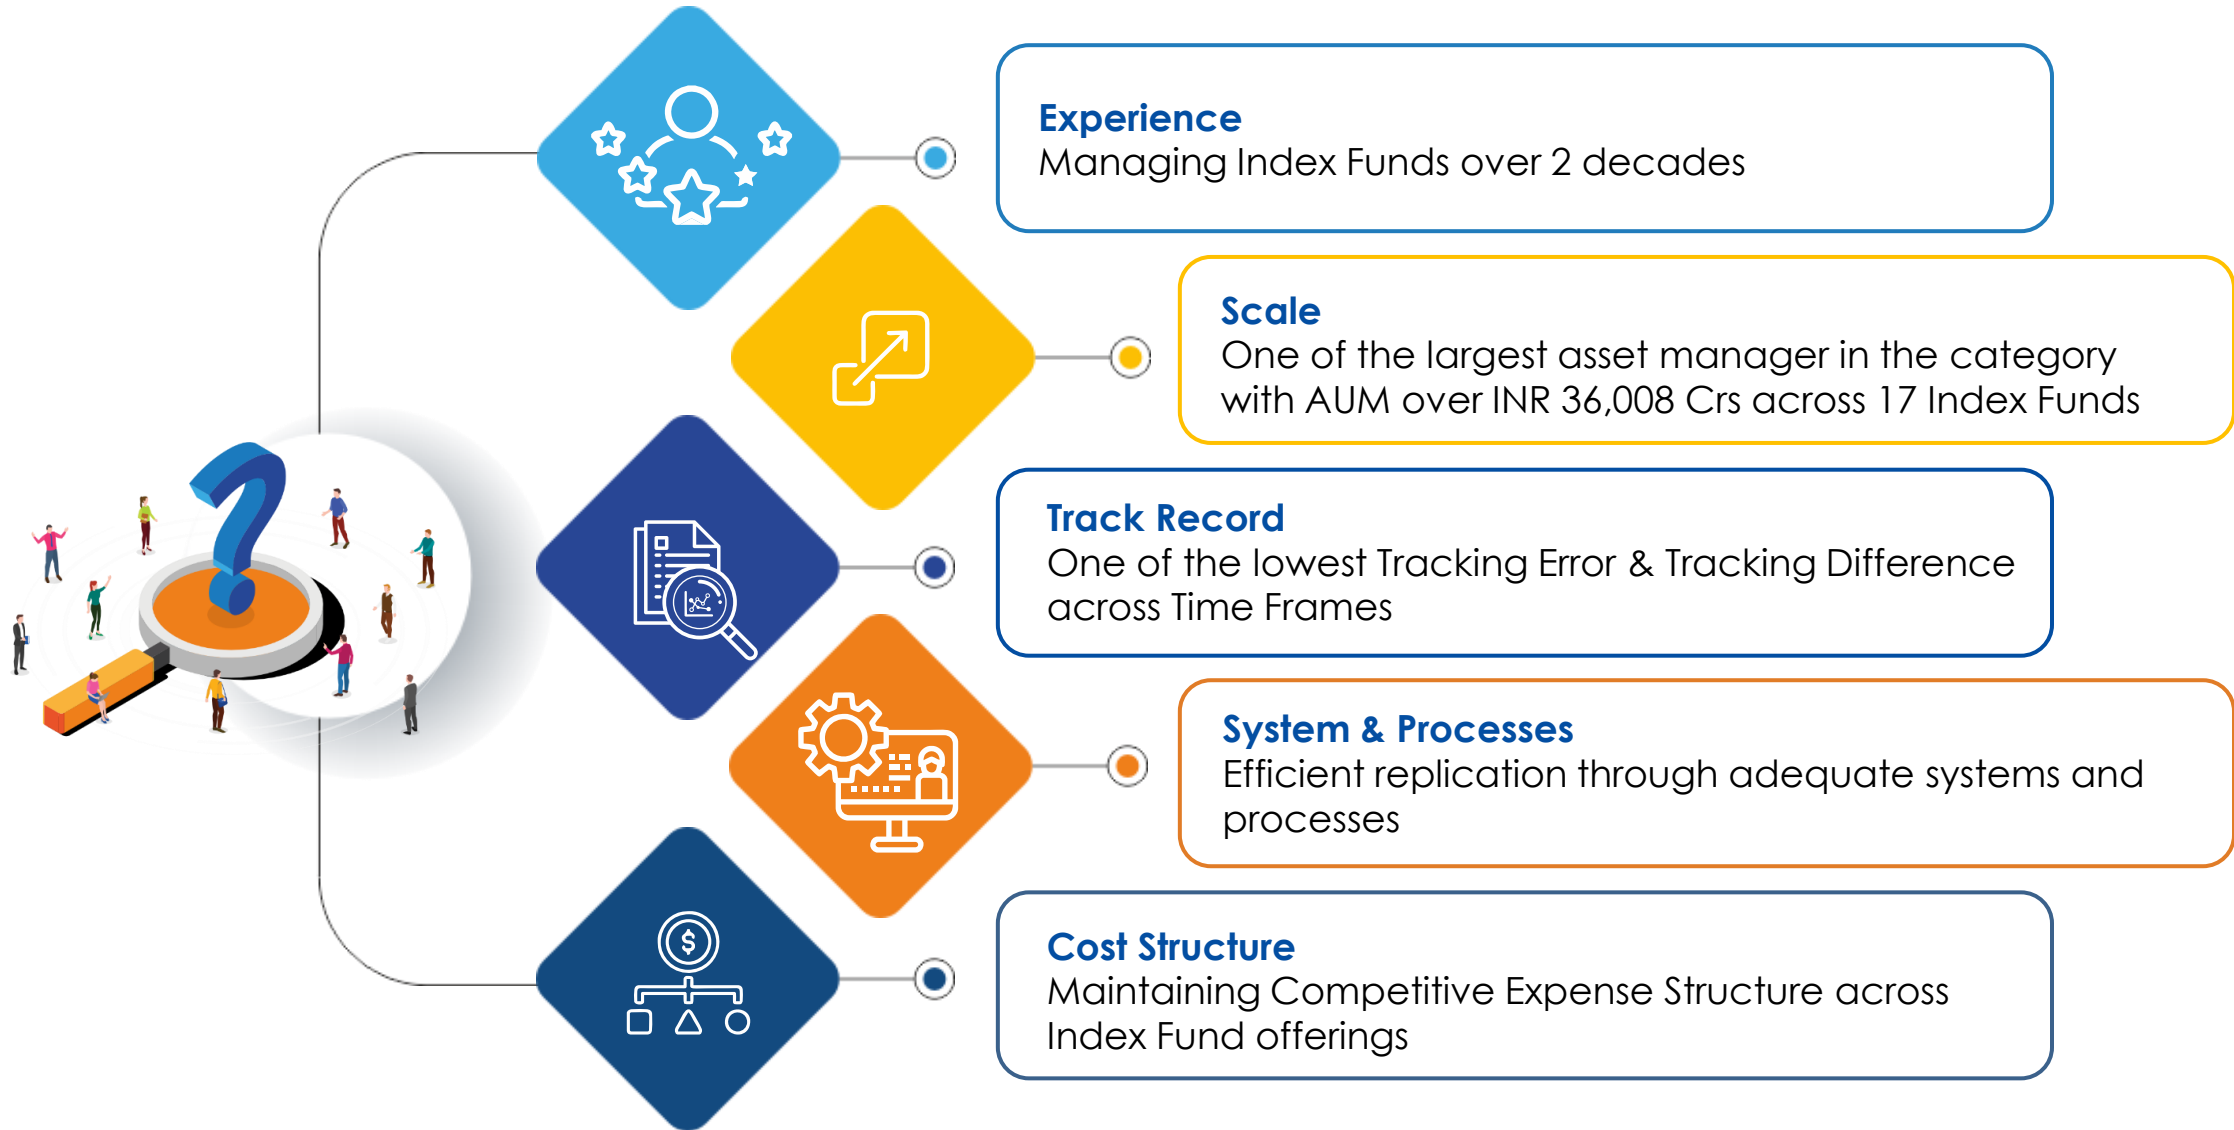 Experience
Managing Index Funds over 2 decades
Scale
One of the largest asset manager in the category
with AUM over INR 36,008 Crs across 17 Index Funds
Track Record
One of the lowest Tracking Error & Tracking Difference
across Time Frames
System & Processes
Efficient replication through adequate systems and
processes
Cost Structure
Maintaining Competitive Expense Structure across
Index Fund offerings